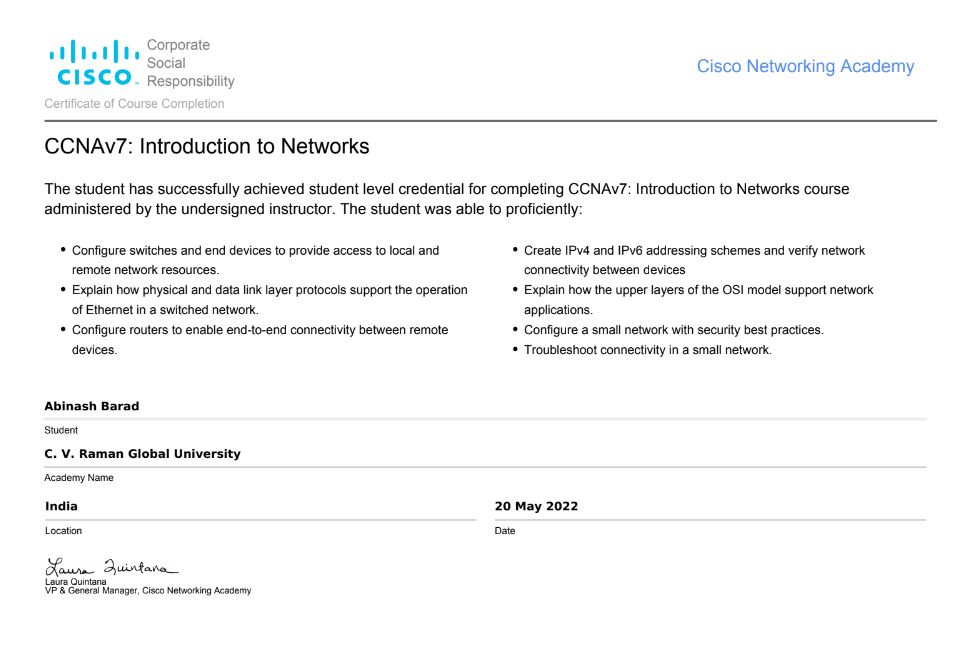 Corporate
Social
CISCO Responsibility
Cisco Networking Academy
Certificate of Course Completion
CCNAv7: Introduction to Networks
The student has successfully achieved student level credential for completing CCNAv7: Introduction to Networks course
administered by the undersigned instructor. The student was able to proficiently:
• Configure switches and end devices to provide access to local and
remote network resources.
• Explain how physical and data link layer protocols support the operation
of Ethernet in a switched network.
• Configure routers to enable end-to-end connectivity between remote
devices.
• Create IPv4 and IPv6 addressing schemes and verify network
connectivity between devices
• Explain how the upper layers of the OSI model support network
applications.
• Configure a small network with security best practices.
• Troubleshoot connectivity in a small network.
Abinash Barad
Student
C. V. Raman Global University
Academy Name
India
Location
20 May 2022
Date
Laura Quintana
Laura Quintana
VP & General Manager, Cisco Networking Academy